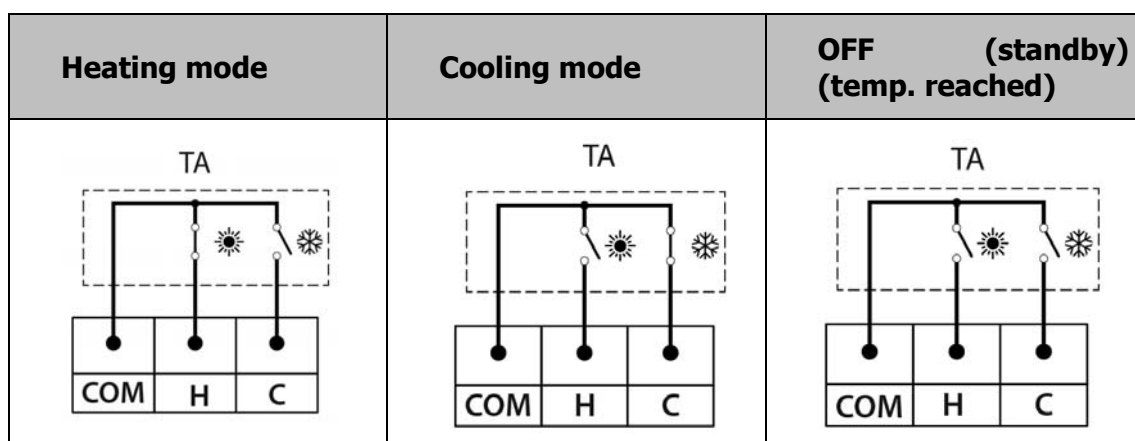 Heating mode
Cooling mode
OFF (standby)
(temp. reached)
TA
TA
TA
COM H C
COM H C
COM H C